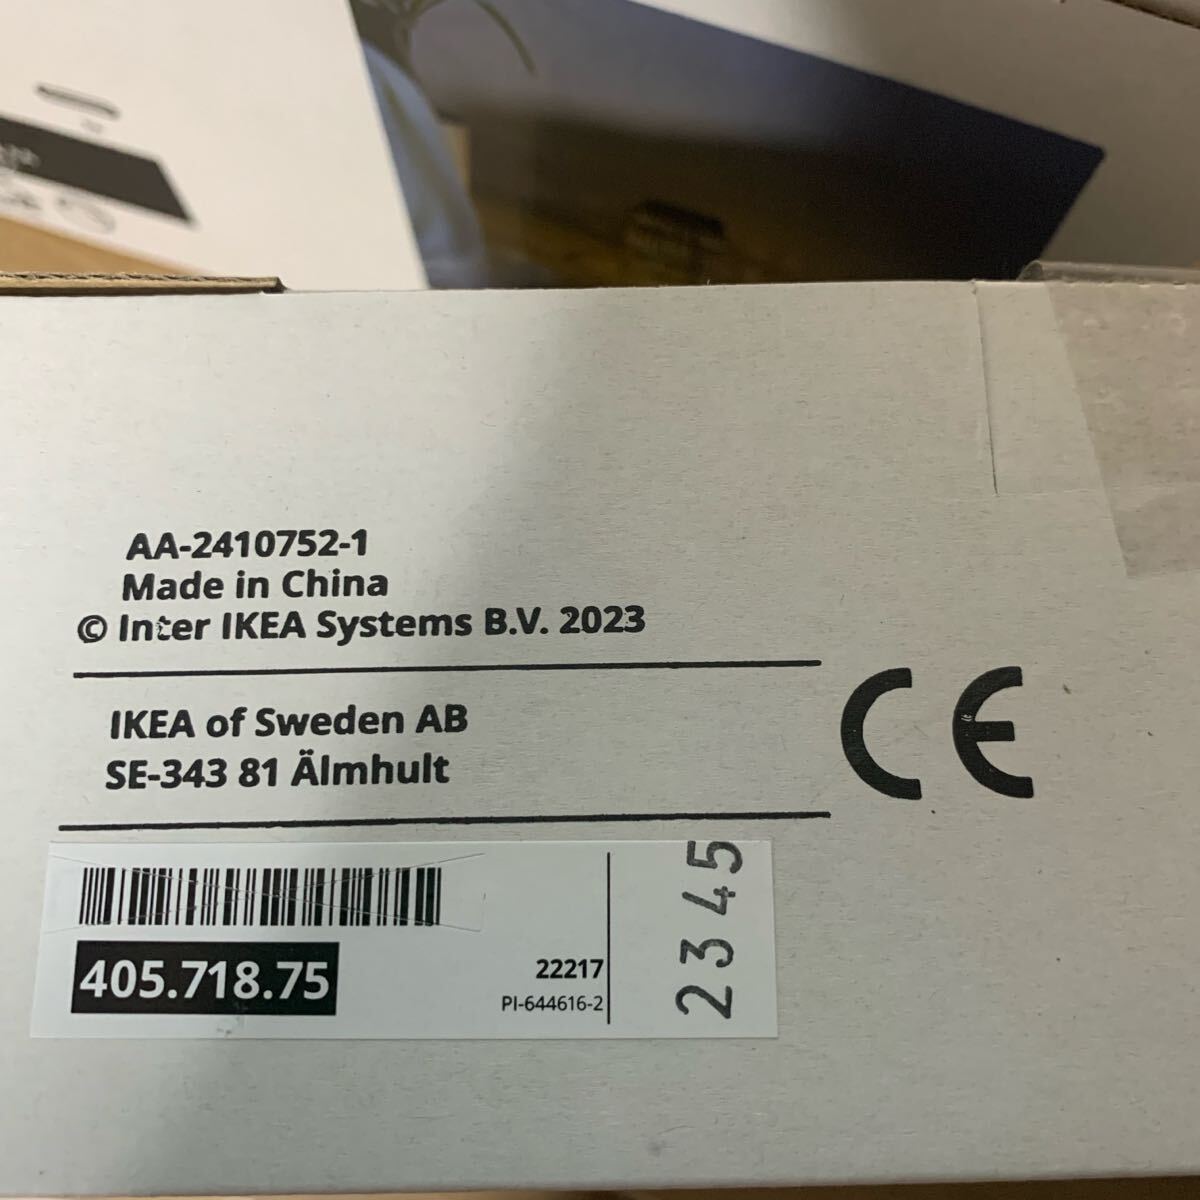 AA-2410752-1
Made in China
© Inter IKEA Systems B.V. 2023
IKEA of Sweden AB
SE-343 81 Älmhult
CE
405.718.75
22217
PI-644616-2
2345